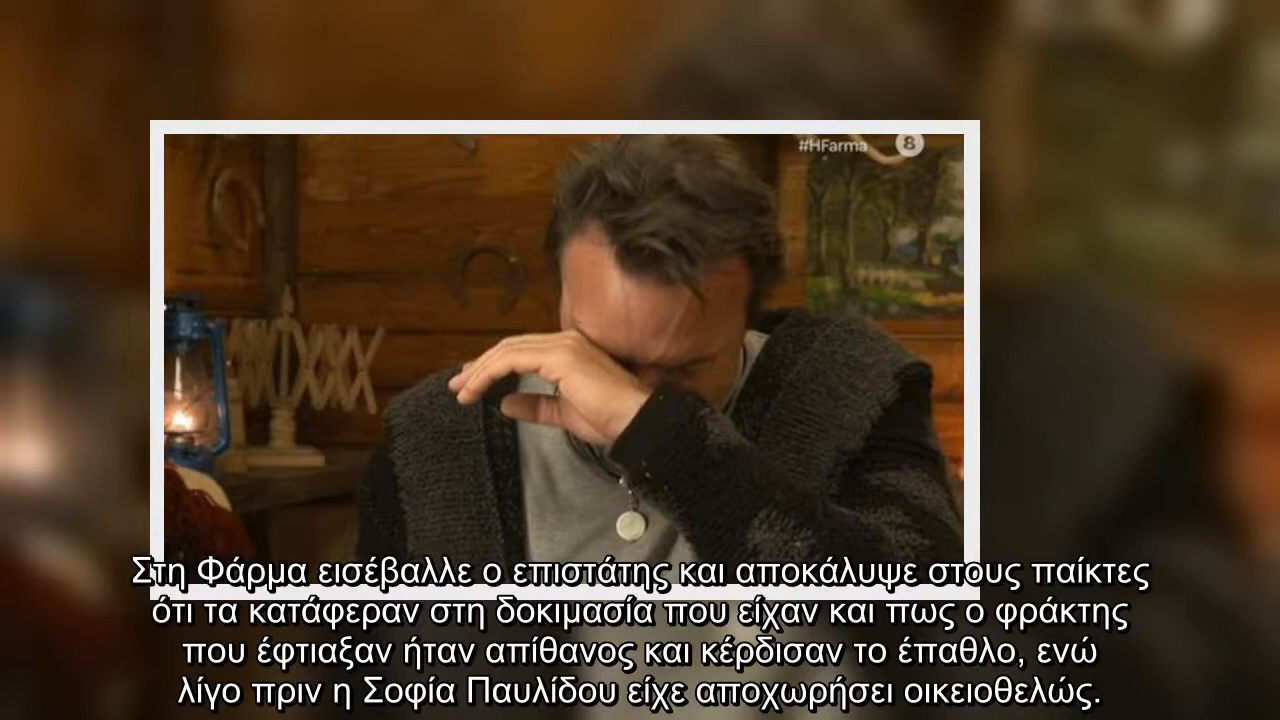 #HFarma 8
Στη Φάρμα εισέβαλλε ο επιστάτης και αποκάλυψε στους παίκτες
ότι τα κατάφεραν στη δοκιμασία που είχαν και πως ο φράκτης
που έφτιαξαν ήταν απίθανος και κέρδισαν το έπαθλο, ενώ
λίγο πριν η Σοφία Παυλίδου είχε αποχωρήσει οικειοθελώς.